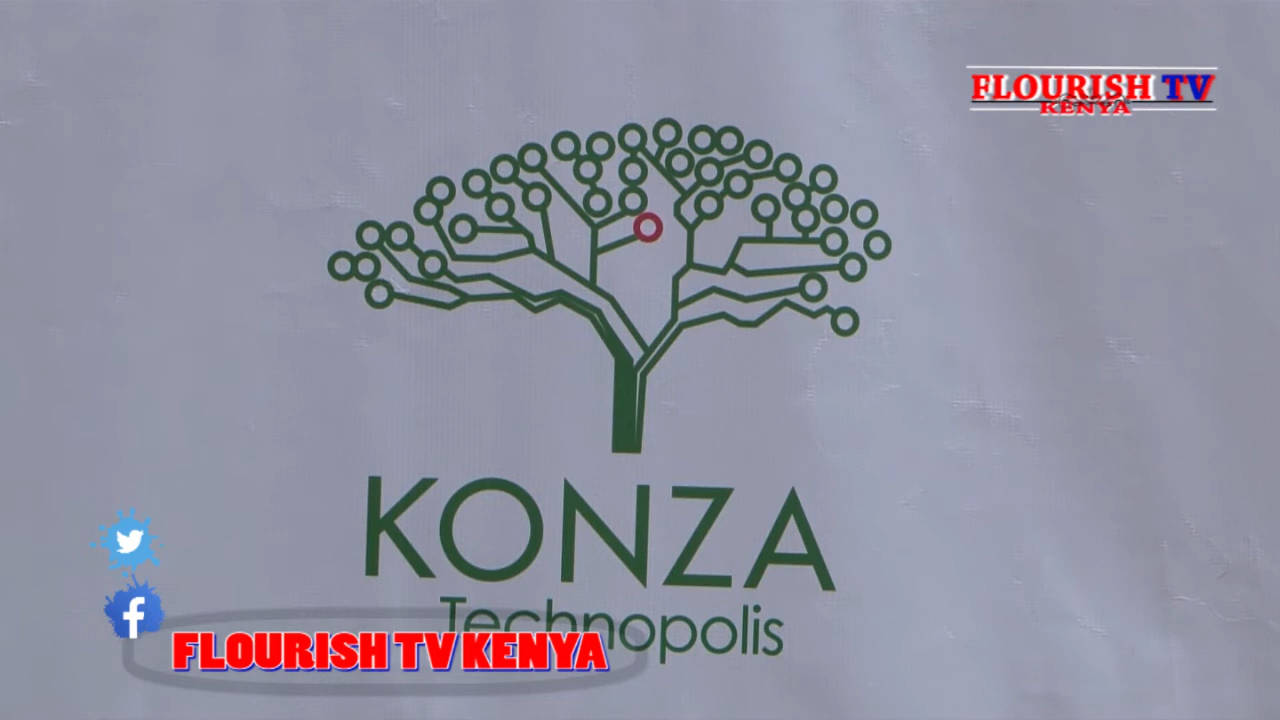 FLOURISH TV
KENYA
KONZA
Technopolis
FLOURISH TV KENYA